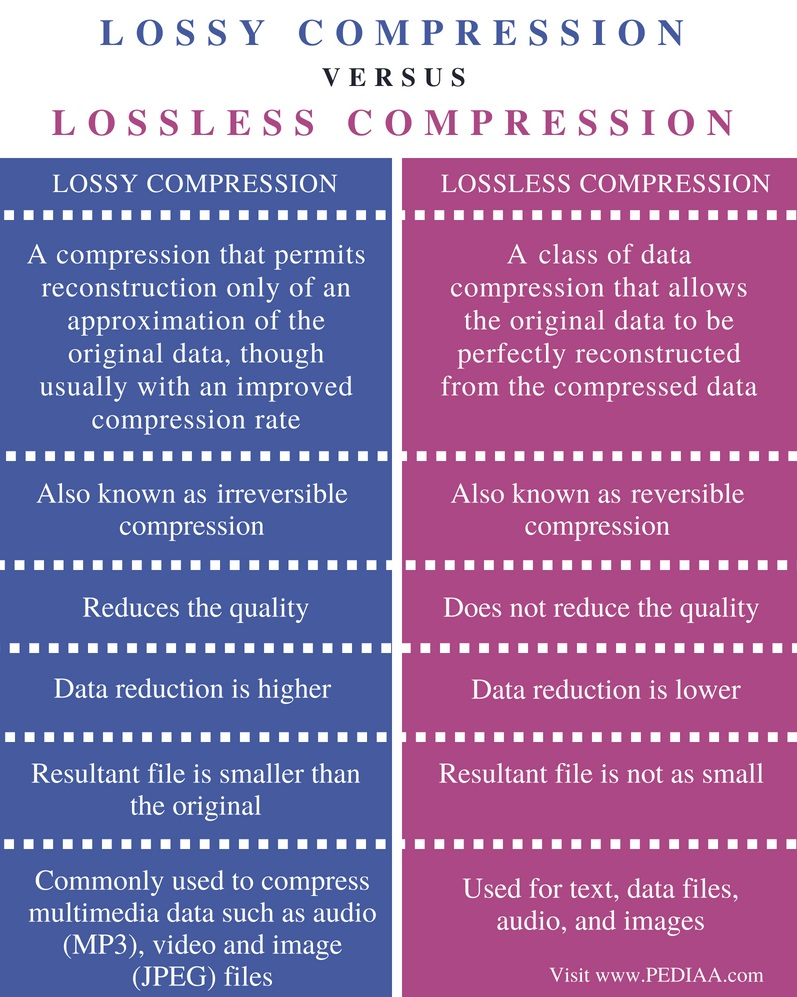 LOSSY COMPRESSION
VERSUS
LOSSLESS COMPRESSION
LOSSY COMPRESSION
A compression that permits
reconstruction only of an
approximation of the
original data, though
usually with an improved
compression rate
Also known as irreversible
compression
Reduces the quality
Data reduction is higher
Resultant file is smaller than
the original
Commonly used to compress
multimedia data such as audio
(MP3), video and image
(JPEG) files
LOSSLESS COMPRESSION
A class of data
compression that allows
the original data to be
perfectly reconstructed
from the compressed data
Also known as reversible
compression
Does not reduce the quality
Data reduction is lower
Resultant file is not as small
Used for text, data files,
audio, and images
Visit www.PEDIAA.com